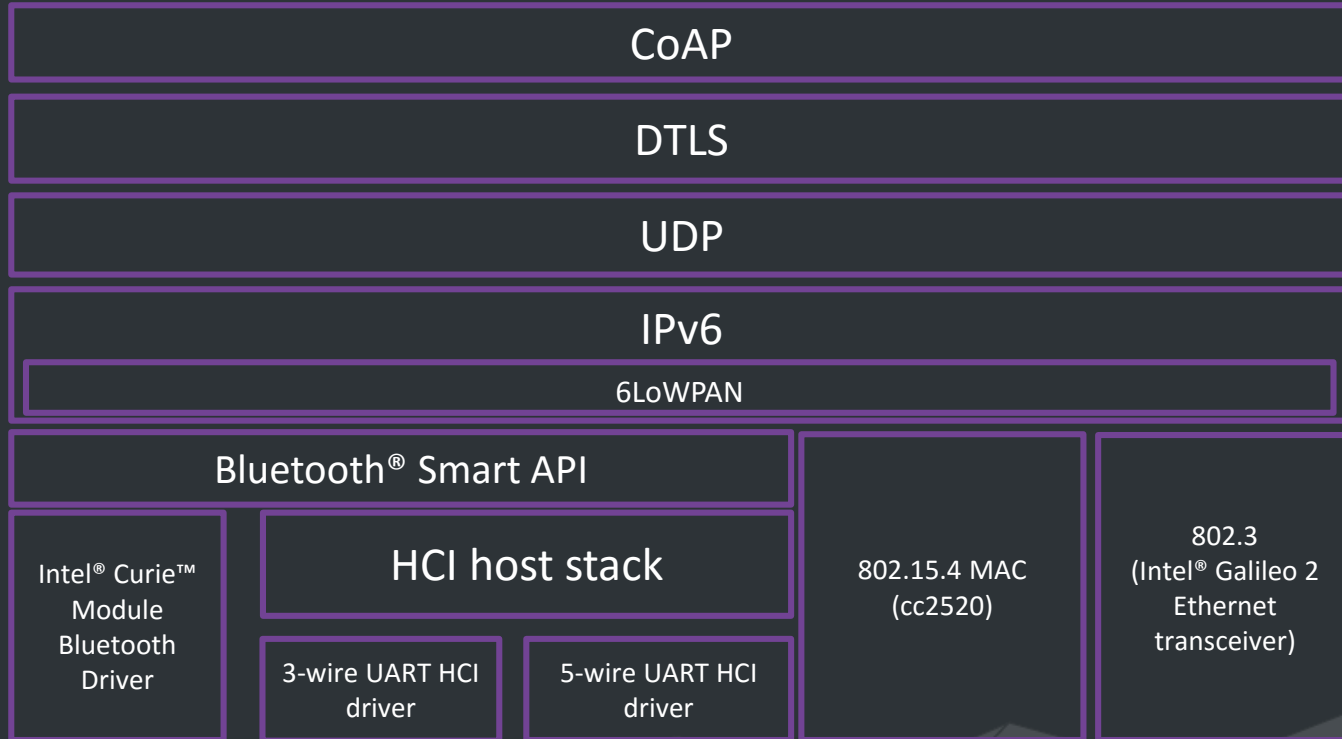 CoAP
DTLS
UDP
IPv6
6LoWPAN
Bluetooth® Smart API
Intel® Curie™
Module
Bluetooth
Driver
HCI host stack
3-wire UART HCI
driver
5-wire UART HCI
driver
802.15.4 MAC
(cc2520)
802.3
(Intel® Galileo 2
Ethernet
transceiver)